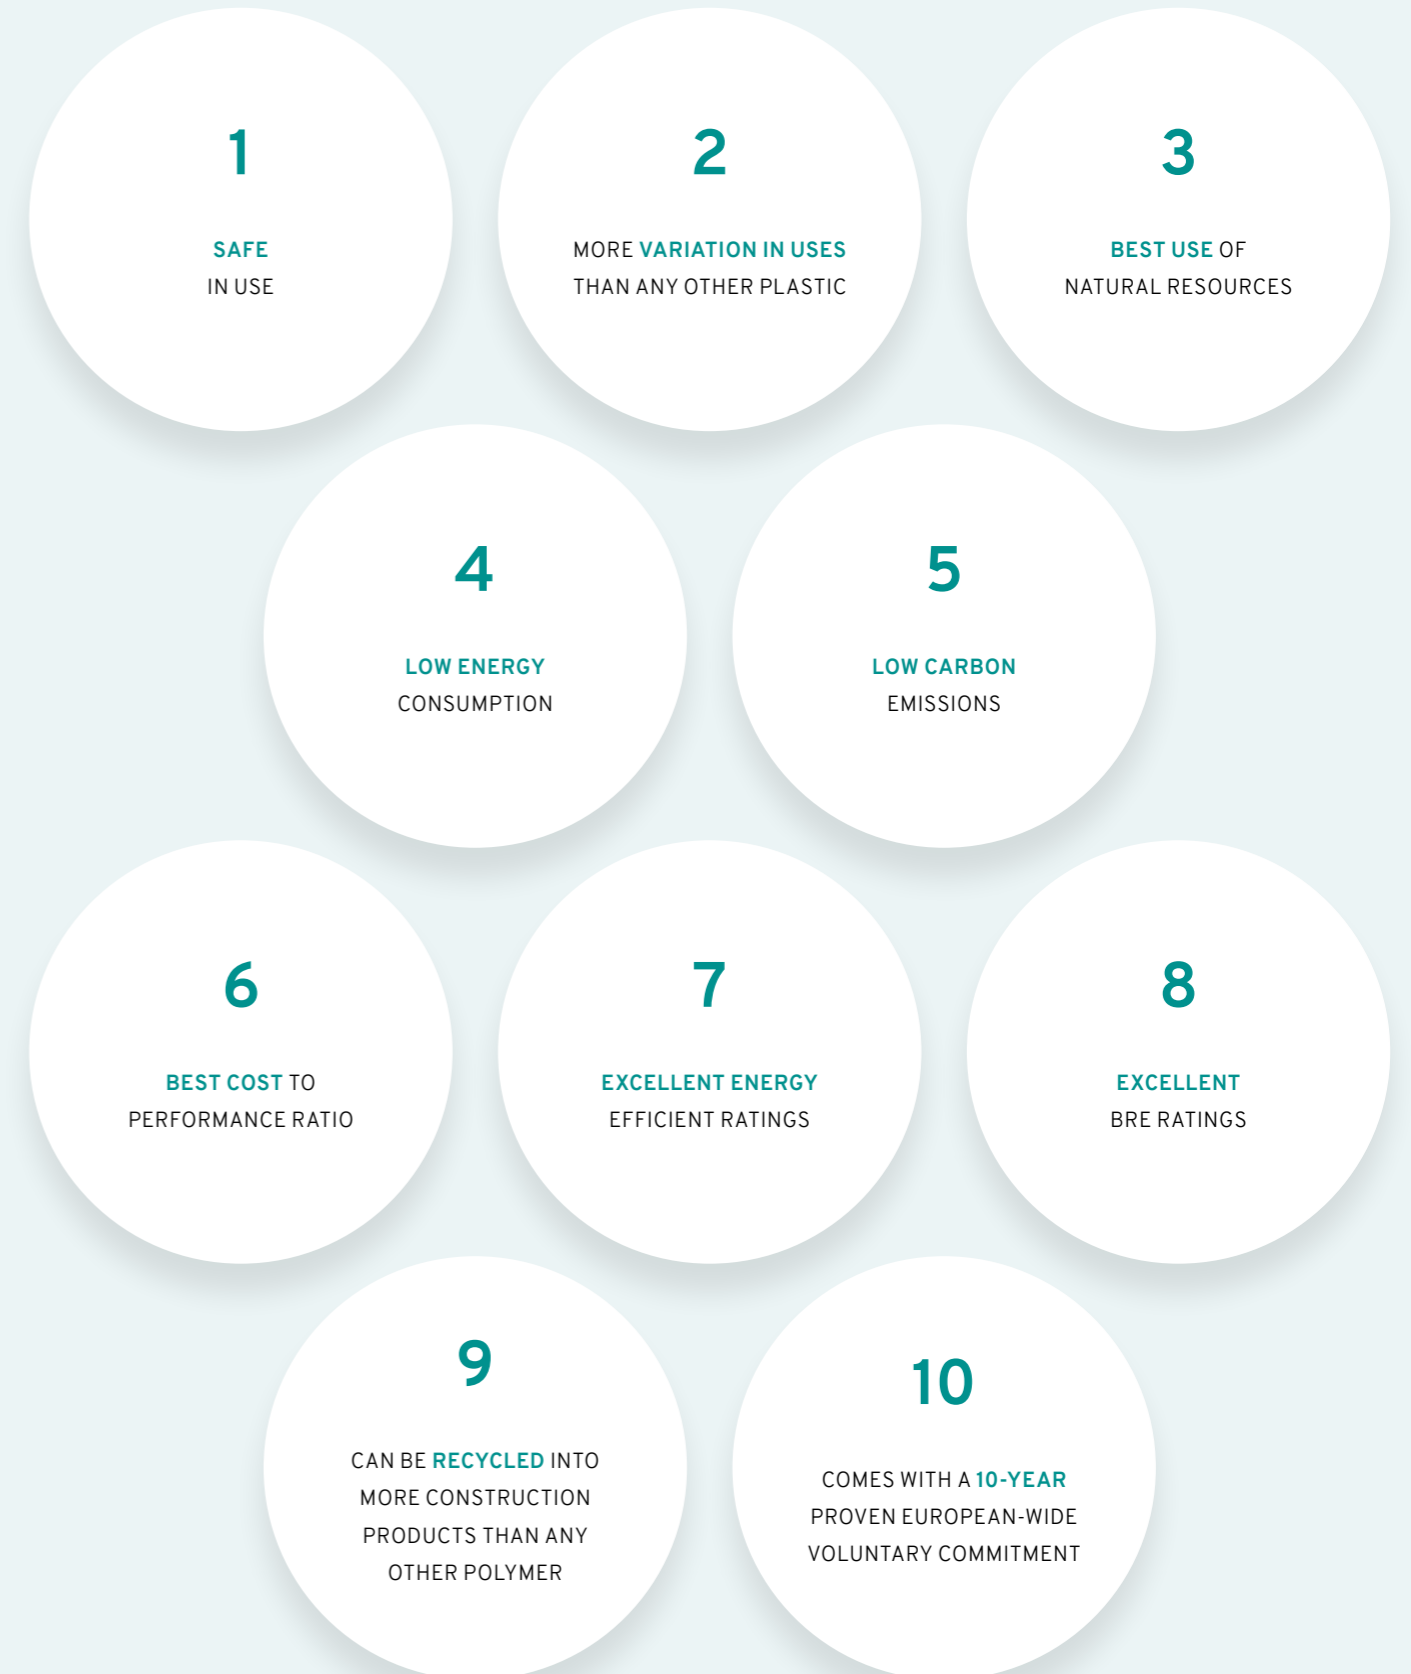 1
SAFE
IN USE
2
MORE VARIATION IN USES
THAN ANY OTHER PLASTIC
3
BEST USE OF
NATURAL RESOURCES
4
LOW ENERGY
CONSUMPTION
5
LOW CARBON
EMISSIONS
6
BEST COST TO
PERFORMANCE RATIO
7
EXCELLENT ENERGY
EFFICIENT RATINGS
8
EXCELLENT
BRE RATINGS
9
CAN BE RECYCLED INTO
MORE CONSTRUCTION
PRODUCTS THAN ANY
OTHER POLYMER
10
COMES WITH A 10-YEAR
PROVEN EUROPEAN-WIDE
VOLUNTARY COMMITMENT